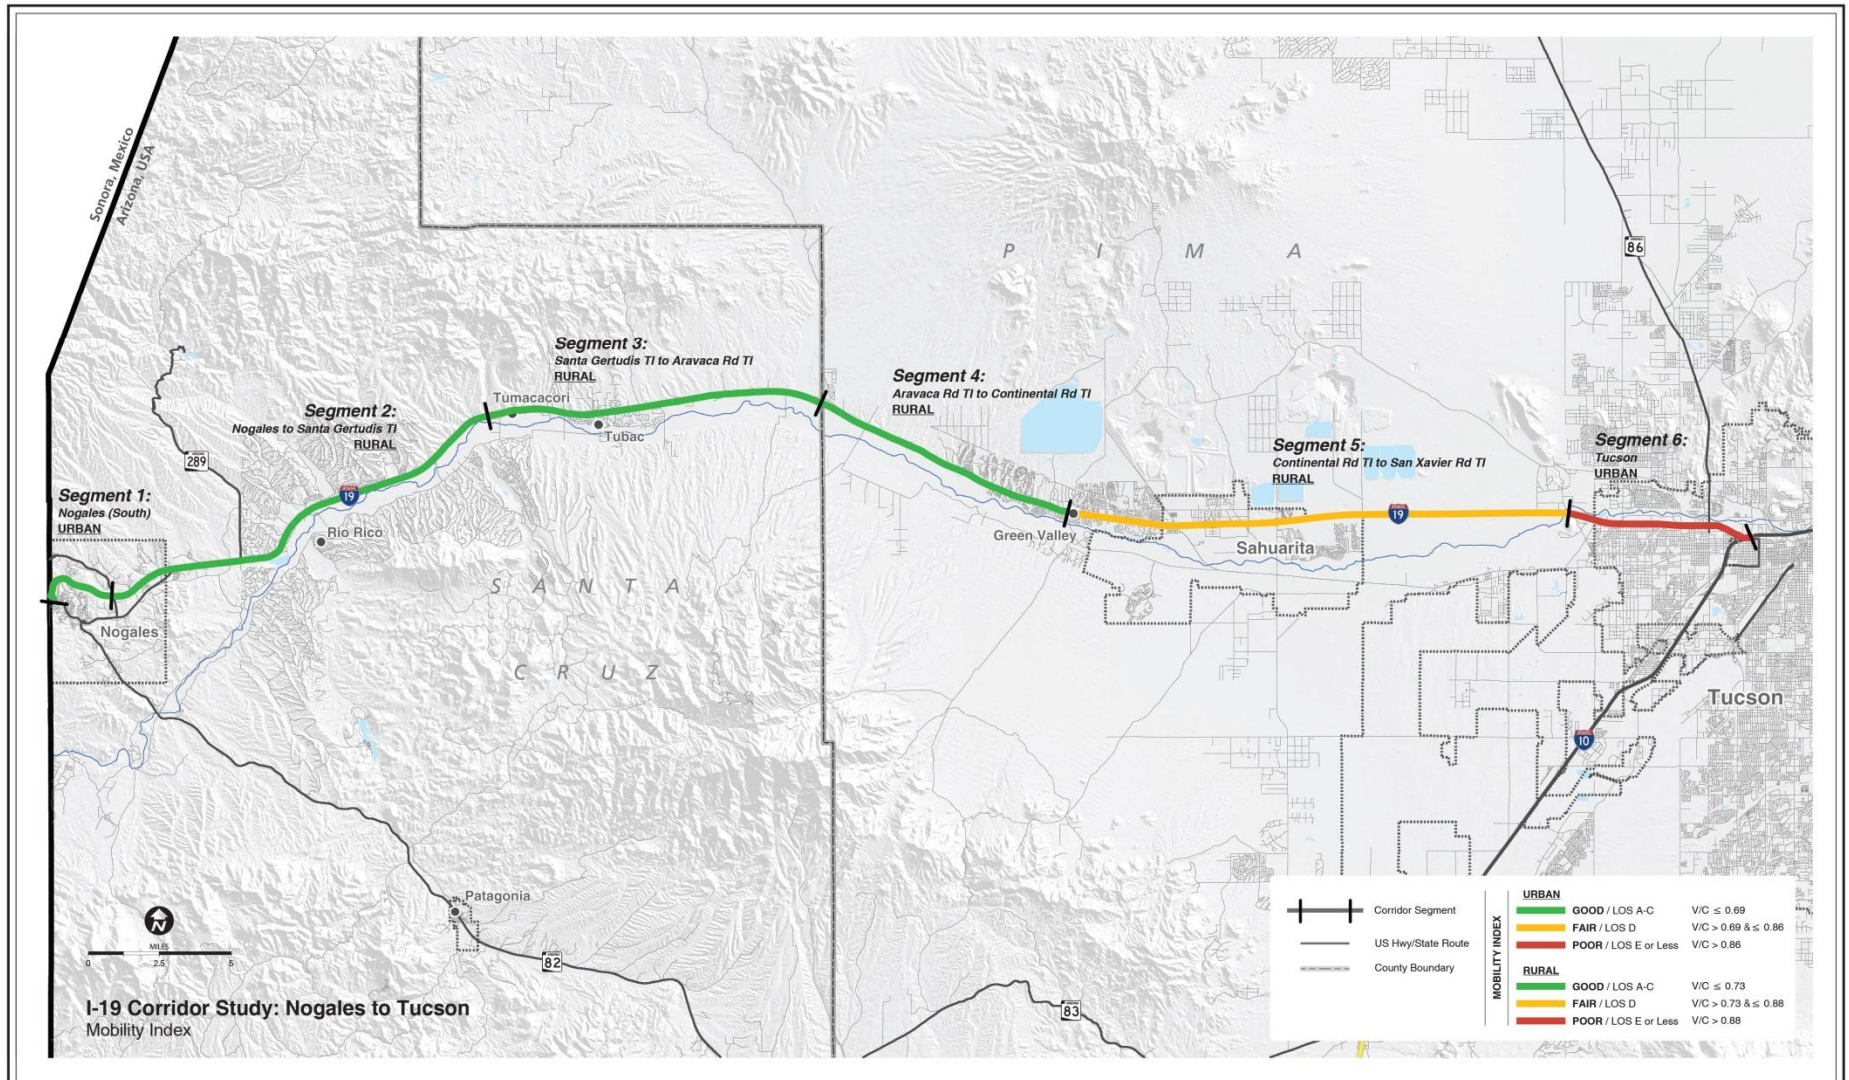 Sonora, Mexico
Arizona, USA
P I M A
ARIZONA
86
Segment 3:
Santa Gertudis TI to Aravaca Rd TI
RURAL
Tumacacori
Tubac
Segment 4:
Aravaca Rd TI to Continental Rd TI
RURAL
Segment 2:
Nogales to Santa Gertudis TI
RURAL
289
Segment 5:
Continental Rd TI to San Xavier Rd TI
RURAL
Segment 6:
Tucson
URBAN
Segment 1:
Nogales (South)
URBAN
19
Rio Rico
19
Green Valley
Sahuarita
S A N T A
C R U Z
Nogales
Tucson
10
Patagonia
82
83
N
MILES
0 2.5 5
I-19 Corridor Study: Nogales to Tucson
Mobility Index
Corridor Segment
US Hwy/State Route
County Boundary
MOBILITY INDEX
URBAN
GOOD / LOS A-C V/C ≤ 0.69
FAIR / LOS D V/C > 0.69 & ≤ 0.86
POOR / LOS E or Less V/C > 0.86
RURAL
GOOD / LOS A-C V/C ≤ 0.73
FAIR / LOS D V/C > 0.73 & ≤ 0.88
POOR / LOS E or Less V/C > 0.88